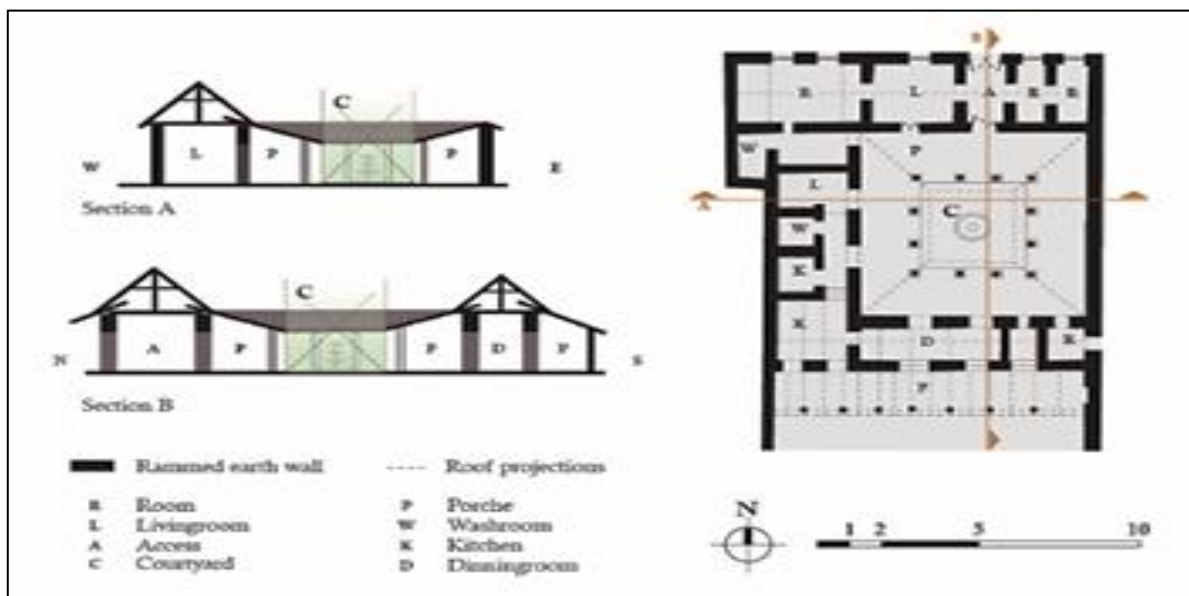 C
W L P P E
Section A
C
N A P P D P S
Section B
Rammed earth wall
Roof projections
R Room
L Livingroom
A Access
C Courtyard
P Porche
W Washroom
K Kitchen
D Dinningroom
B
R L A R R
W P
L
A
C
W
K
K D R
P
N
1 2 5 10